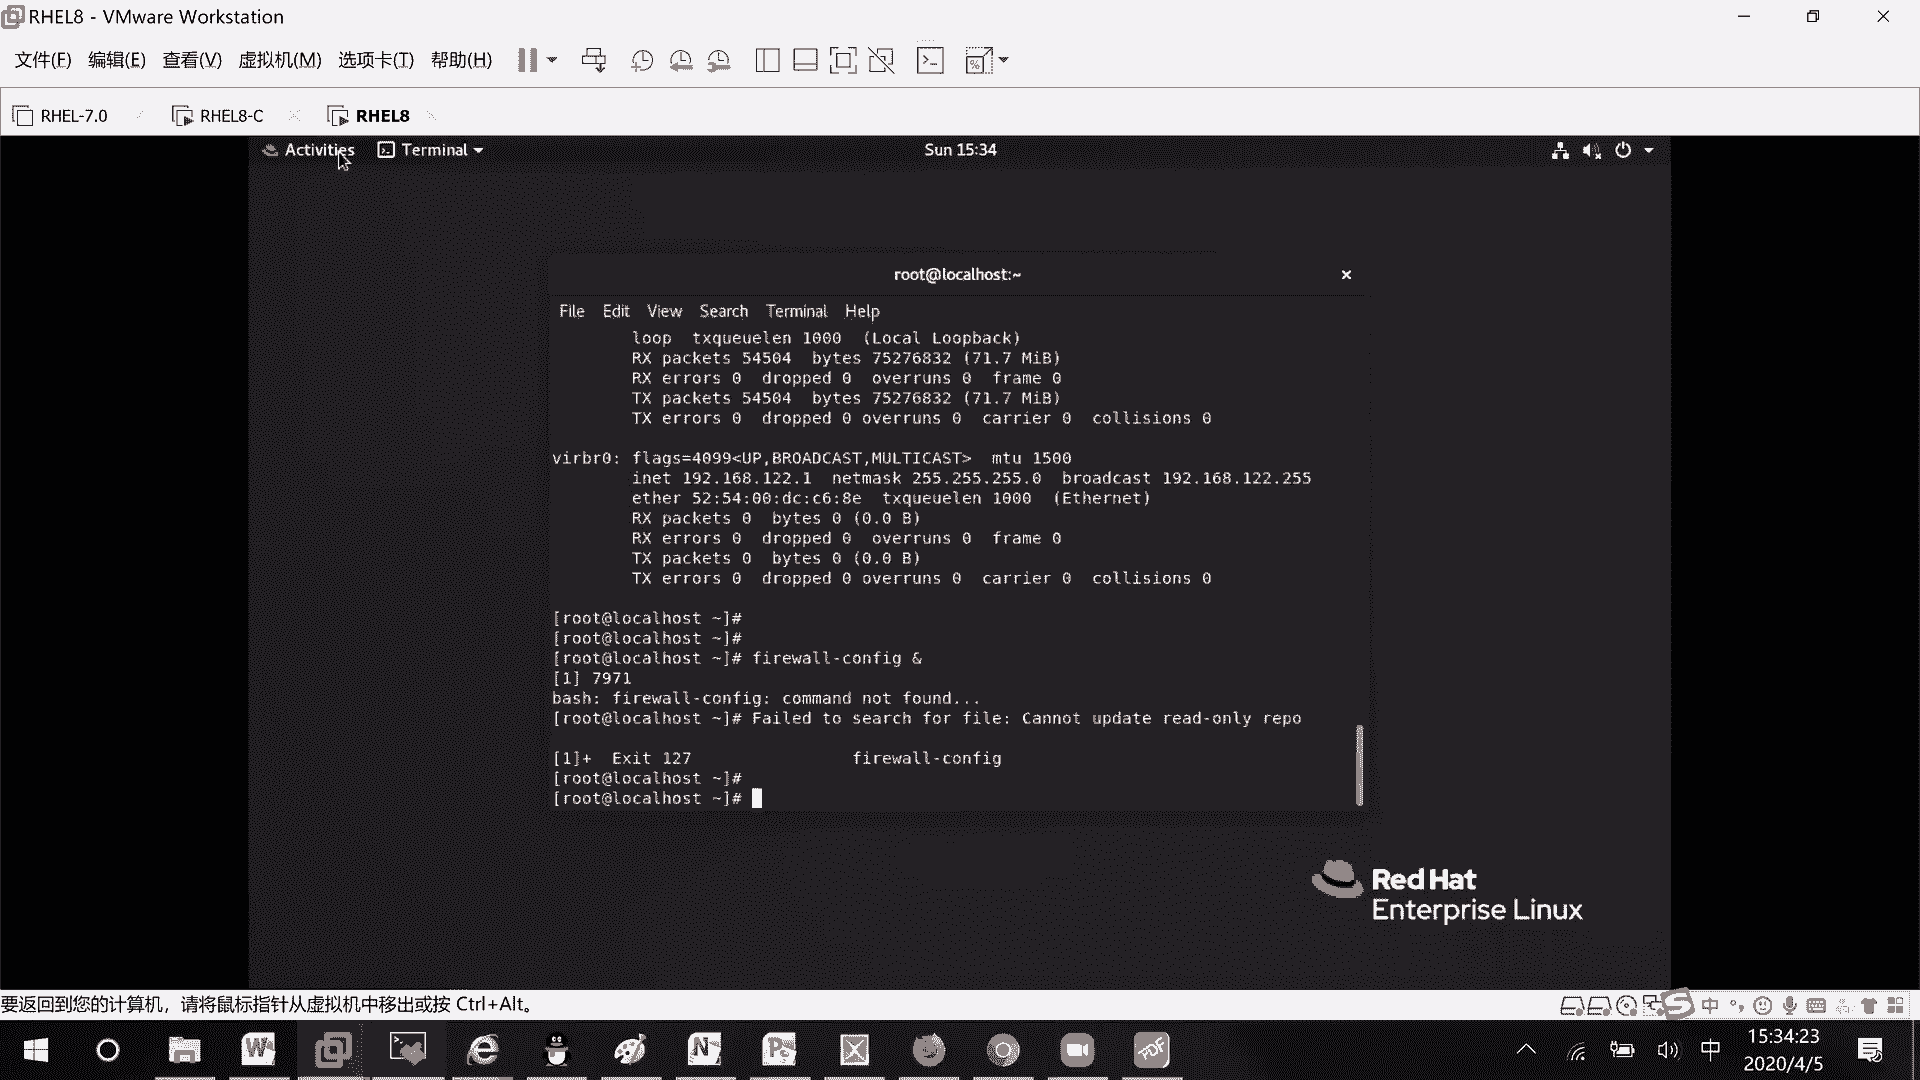 RHEL8 - VMware Workstation
文件(F) 编辑(E) 查看(V) 虚拟机(M) 选项卡(T) 帮助(H)
RHEL-7.0 RHEL8-C RHEL8
Activities Terminal Sun 15:34
root@localhost:~
File Edit View Search Terminal Help
loop txqueuelen 1000 (Local Loopback)
RX packets 54504 bytes 75276832 (71.7 MiB)
RX errors 0 dropped 0 overruns 0 frame 0
TX packets 54504 bytes 75276832 (71.7 MiB)
TX errors 0 dropped 0 overruns 0 carrier 0 collisions 0
virbr0: flags=4099<UP,BROADCAST,MULTICAST> mtu 1500
inet 192.168.122.1 netmask 255.255.255.0 broadcast 192.168.122.255
ether 52:54:00:dc:c6:8e txqueuelen 1000 (Ethernet)
RX packets 0 bytes 0 (0.0 B)
RX errors 0 dropped 0 overruns 0 frame 0
TX packets 0 bytes 0 (0.0 B)
TX errors 0 dropped 0 overruns 0 carrier 0 collisions 0
[root@localhost ~]#
[root@localhost ~]#
[root@localhost ~]# firewall-config &
[1] 7971
bash: firewall-config: command not found...
[root@localhost ~]# Failed to search for file: Cannot update read-only repo
[1]+ Exit 127 firewall-config
[root@localhost ~]#
[root@localhost ~]#
Red Hat
Enterprise Linux
要返回到您的计算机，请将鼠标指针从虚拟机中移出或按 Ctrl+Alt。
中
中 15:34:23
2020/4/5